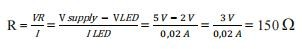 R = VR/I = V supply − VLED/I LED = 5 V − 2 V/0,02 A = 3 V/0,02 A = 150 Ω